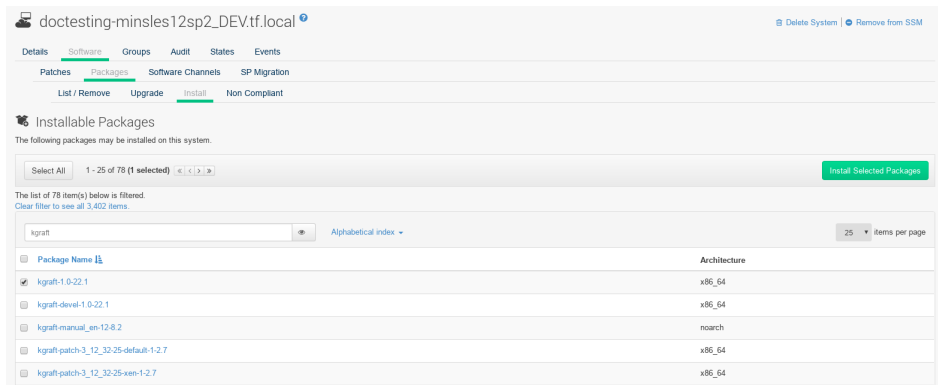 doctesting-minsles12sp2_DEV.tf.local ?
Delete System | Remove from SSM
Details Software Groups Audit States Events
Patches Packages Software Channels SP Migration
List / Remove Upgrade Install Non Compliant
Installable Packages
The following packages may be installed on this system.
Select All 1 - 25 of 78 (1 selected) Install Selected Packages
The list of 78 item(s) below is filtered.
Clear filter to see all 3,402 items.
kgraft Alphabetical index 25 items per page
Package Name Architecture
kgraft-1.0-22.1 x86_64
kgraft-devel-1.0-22.1 x86_64
kgraft-manual_en-12-8.2 noarch
kgraft-patch-3_12_32-25-default-1-2.7 x86_64
kgraft-patch-3_12_32-25-xen-1-2.7 x86_64